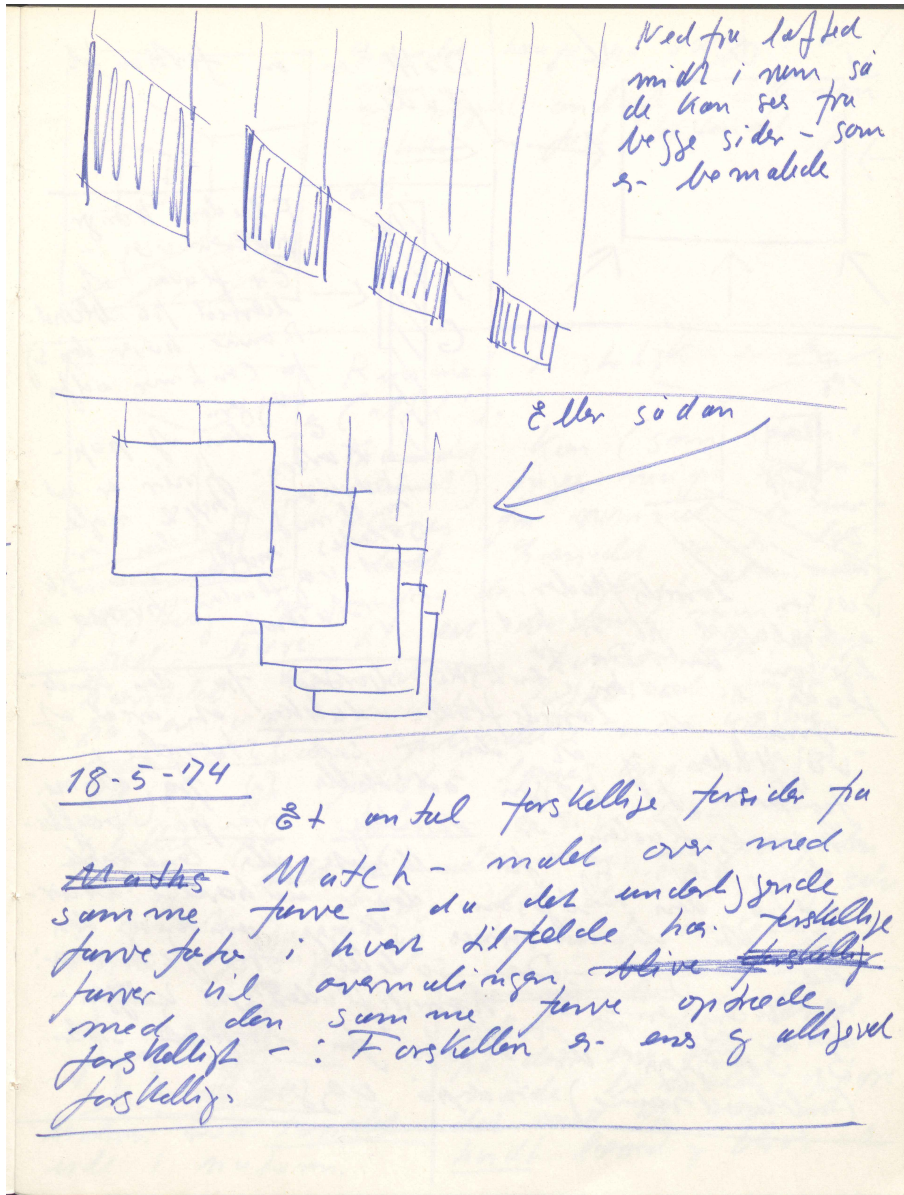 Ned fra loftet
midt i rum, så
de kan ses fra
begge sider - som
er bemalede
Eller sådan
18-5-74
Et antal forskellige forsider fra
Maths Match - malet over med
samme farve - da det underliggende
farvefoto i hvert tilfælde har forskellige
farver vil overmalingen blive forskellig
med den samme farve optræde
forskelligt - : Forskellen er ens og alligevel
forskellig.